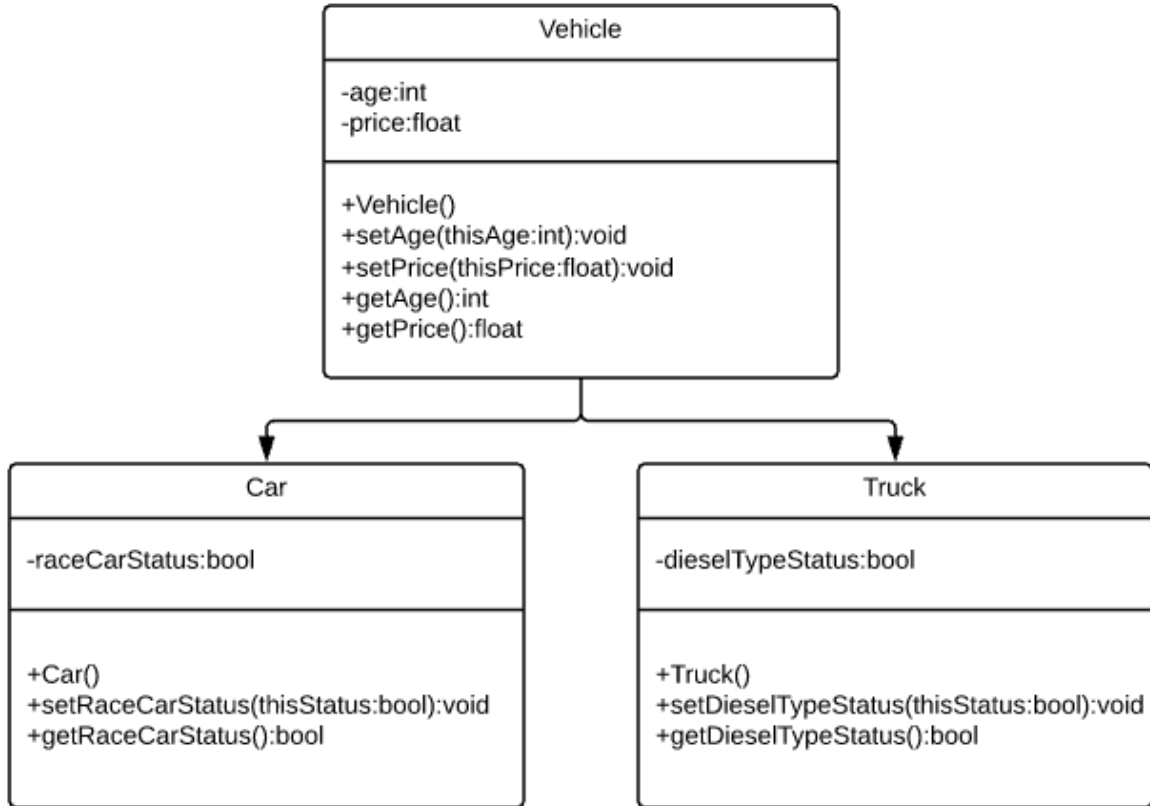 Vehicle
-age:int
-price:float
+Vehicle()
+setAge(thisAge:int):void
+setPrice(thisPrice:float):void
+getAge():int
+getPrice():float
Car
-raceCarStatus:bool
+Car()
+setRaceCarStatus(thisStatus:bool):void
+getRaceCarStatus():bool
Truck
-dieselTypeStatus:bool
+Truck()
+setDieselTypeStatus(thisStatus:bool):void
+getDieselTypeStatus():bool